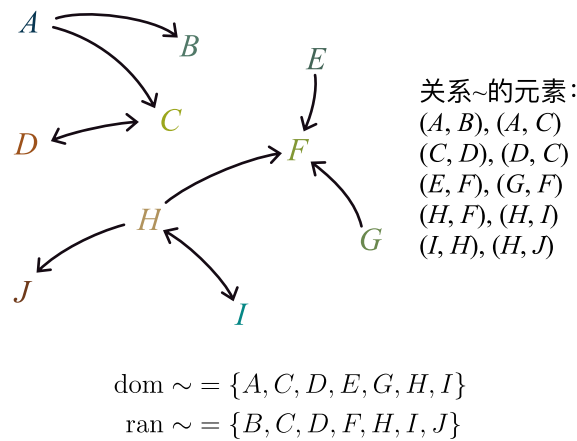 A
B
E
C
D
F
H
G
J
I
关系~的元素:
(A, B), (A, C)
(C, D), (D, C)
(E, F), (G, F)
(H, F), (H, I)
(I, H), (H, J)
dom ∼ = {A, C, D, E, G, H, I}
ran ∼ = {B, C, D, F, H, I, J}